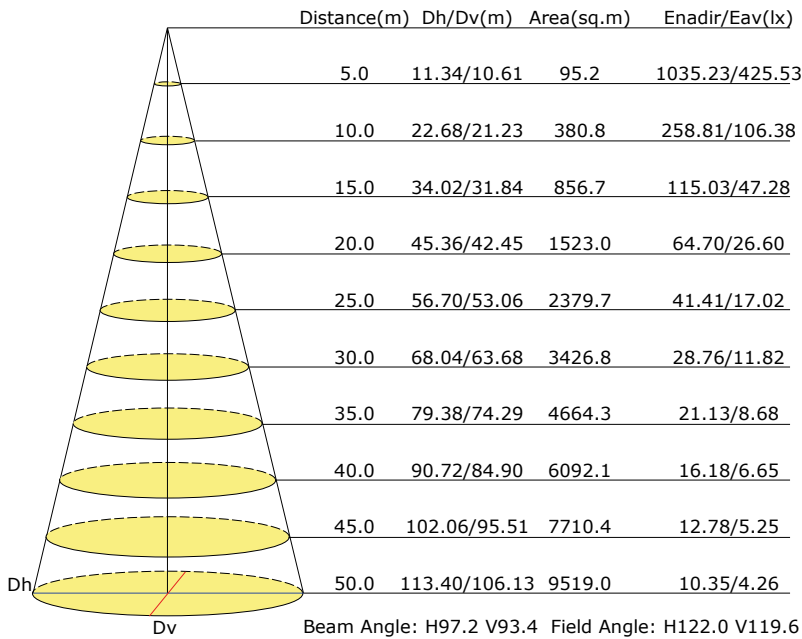 Distance(m) Dh/Dv(m) Area(sq.m) Enadir/Eav(lx)
5.0 11.34/10.61 95.2 1035.23/425.53
10.0 22.68/21.23 380.8 258.81/106.38
15.0 34.02/31.84 856.7 115.03/47.28
20.0 45.36/42.45 1523.0 64.70/26.60
25.0 56.70/53.06 2379.7 41.41/17.02
30.0 68.04/63.68 3426.8 28.76/11.82
35.0 79.38/74.29 4664.3 21.13/8.68
40.0 90.72/84.90 6092.1 16.18/6.65
45.0 102.06/95.51 7710.4 12.78/5.25
Dh 50.0 113.40/106.13 9519.0 10.35/4.26
Dv Beam Angle: H97.2 V93.4 Field Angle: H122.0 V119.6